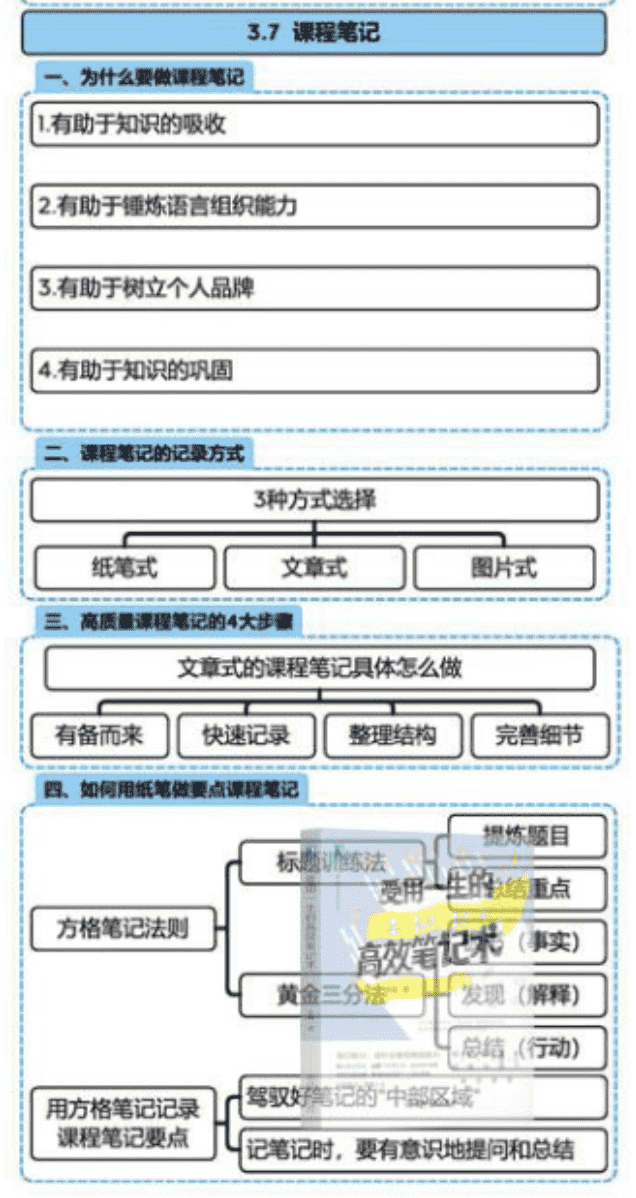 3.7 课程笔记
一、为什么要做课程笔记
1.有助于知识的吸收
2.有助于锤炼语言组织能力
3.有助于树立个人品牌
4.有助于知识的巩固
二、课程笔记的记录方式
3种方式选择
纸笔式
文章式
图片式
三、高质量课程笔记的4大步骤
文章式的课程笔记具体怎么做
有备而来
快速记录
整理结构
完善细节
四、如何用纸笔做要点课程笔记
方格笔记法则
标题训练法
提炼题目
重点
黄金三分法
(事实)
发现 (解释)
总结 (行动)
受用一生的
高效笔记术
用方格笔记记录
课程笔记要点
驾驭好笔记的"中部区域"
记笔记时，要有意识地提问和总结